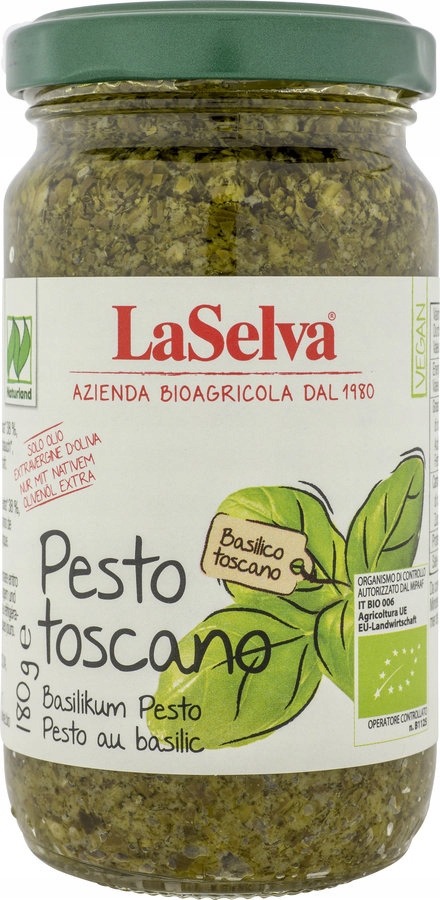 LaSelva®
AZIENDA BIOAGRICOLA DAL 1980
VEGAN
Naturland
SOLO OLIO
EXTRAVERGINE D'OLIVA
NUR MIT NATIVEM
OLIVENÖL EXTRA
Basilico
toscano
Pesto
toscano
Basilikum Pesto
Pesto au basilic
180g e
ORGANISMO DI CONTROLLO
AUTORIZZATO DAL MIPAAF
IT BIO 006
Agricoltura UE
EU-Landwirtschaft
OPERATORE CONTROLLATO
n. B1125